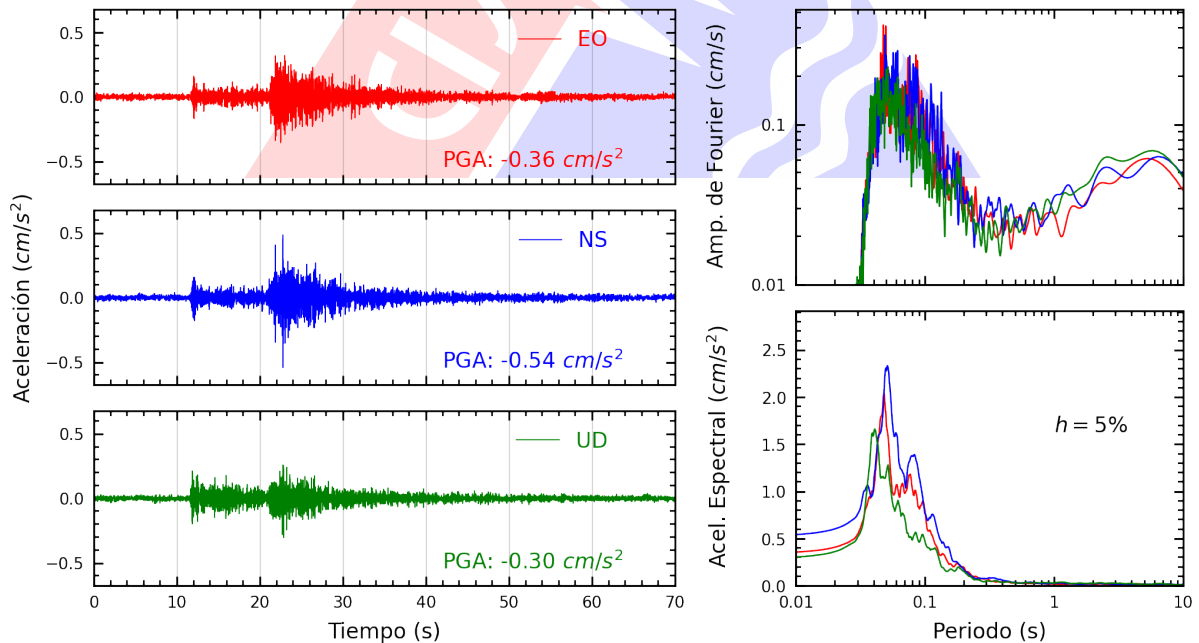 Aceleración (cm/s²)
0.5
0.0
−0.5
EO
PGA: -0.36 cm/s²
0.5
0.0
−0.5
NS
PGA: -0.54 cm/s²
0.5
0.0
−0.5
UD
PGA: -0.30 cm/s²
0 10 20 30 40 50 60 70
Tiempo (s)
Amp. de Fourier (cm/s)
0.1
0.01
Acel. Espectral (cm/s²)
2.5
2.0
1.5
1.0
0.5
0.0
h = 5%
0.01 0.1 1 10
Periodo (s)